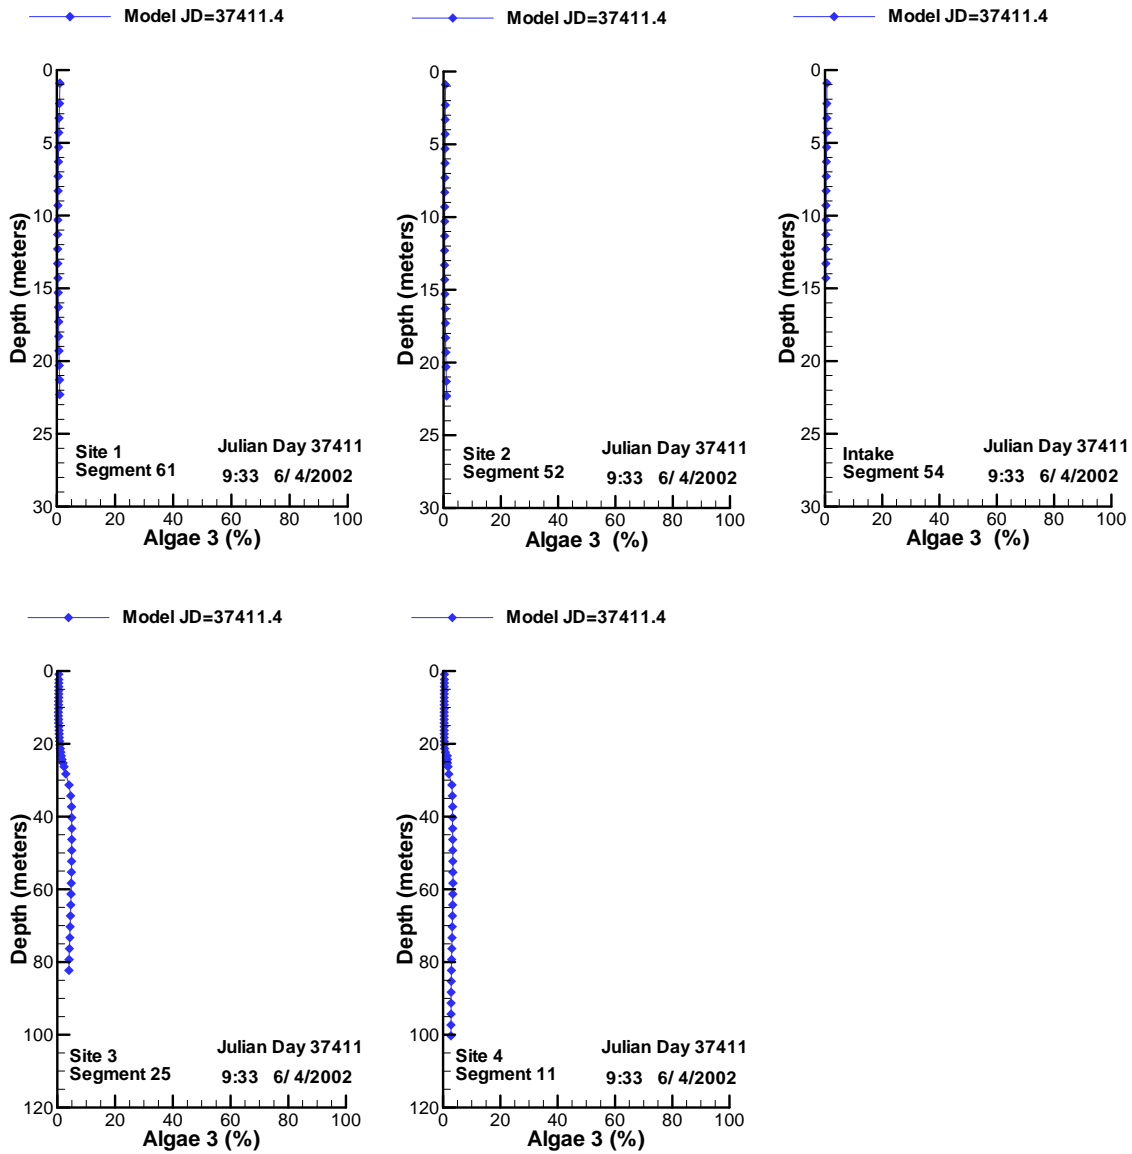 Model JD=37411.4
0
5
10
15
20
25
30
Depth (meters)
Site 1
Segment 61
Julian Day 37411
9:33 6/ 4/2002
0 20 40 60 80 100
Algae 3 (%)
Model JD=37411.4
0
5
10
15
20
25
30
Depth (meters)
Site 2
Segment 52
Julian Day 37411
9:33 6/ 4/2002
0 20 40 60 80 100
Algae 3 (%)
Model JD=37411.4
0
5
10
15
20
25
30
Depth (meters)
Intake
Segment 54
Julian Day 37411
9:33 6/ 4/2002
0 20 40 60 80 100
Algae 3 (%)
Model JD=37411.4
0
20
40
60
80
100
120
Depth (meters)
Site 3
Segment 25
Julian Day 37411
9:33 6/ 4/2002
0 20 40 60 80 100
Algae 3 (%)
Model JD=37411.4
0
20
40
60
80
100
120
Depth (meters)
Site 4
Segment 11
Julian Day 37411
9:33 6/ 4/2002
0 20 40 60 80 100
Algae 3 (%)